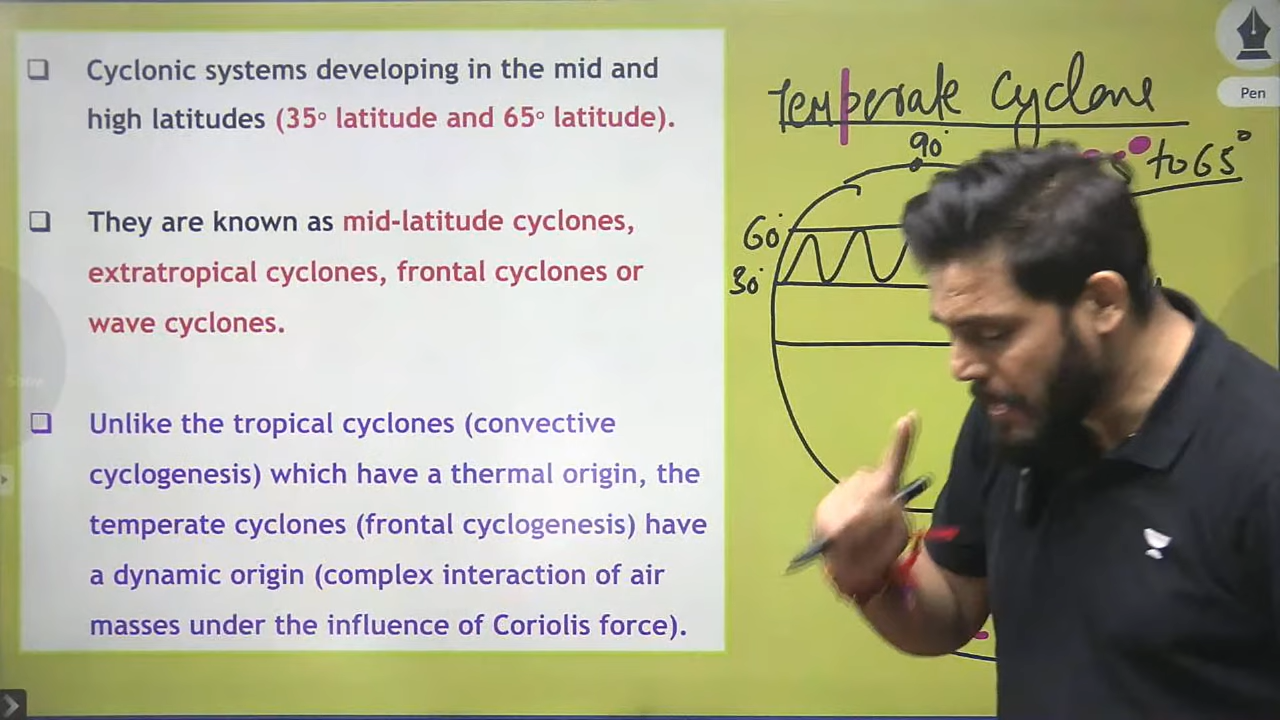 Cyclonic systems developing in the mid and
high latitudes (35° latitude and 65° latitude).
They are known as mid-latitude cyclones,
extratropical cyclones, frontal cyclones or
wave cyclones.
Unlike the tropical cyclones (convective
cyclogenesis) which have a thermal origin, the
temperate cyclones (frontal cyclogenesis) have
a dynamic origin (complex interaction of air
masses under the influence of Coriolis force).
Pen
Temperate Cyclone
90°
to 65°
60°
30°